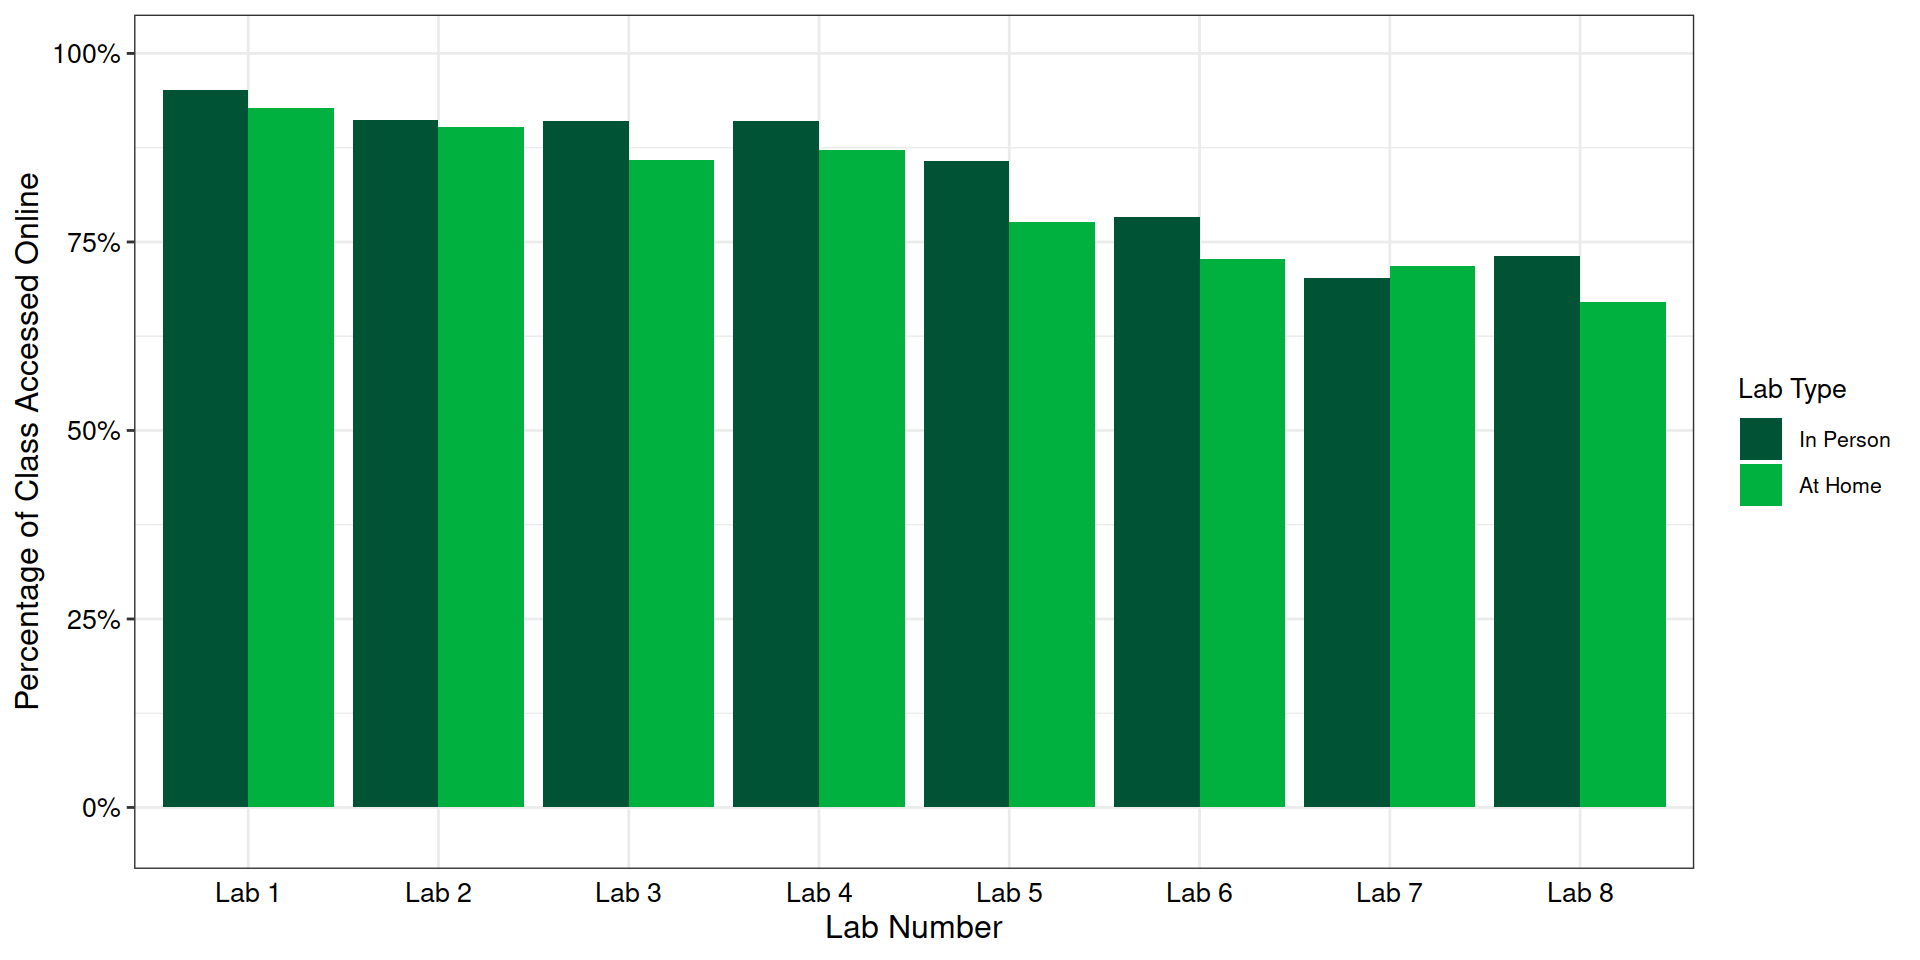 100%
75%
50%
25%
0%
Percentage of Class Accessed Online
Lab 1
Lab 2
Lab 3
Lab 4
Lab 5
Lab 6
Lab 7
Lab 8
Lab Number
Lab Type
In Person
At Home